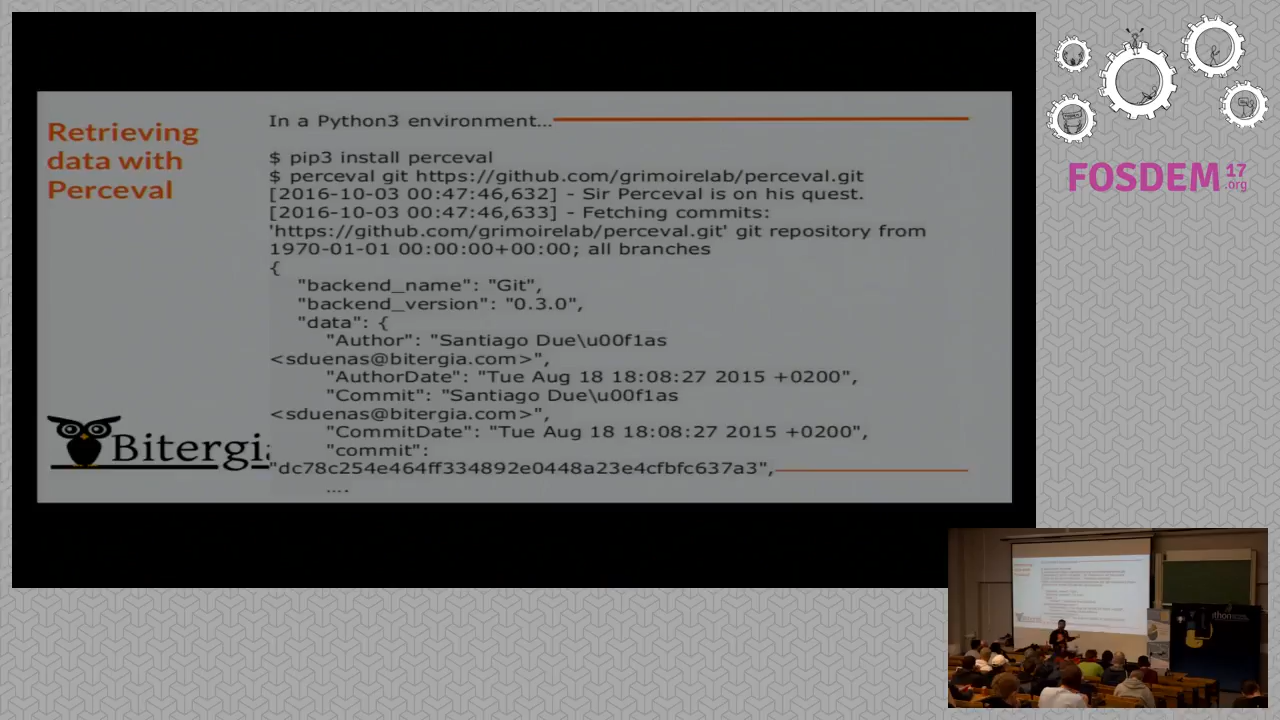 Retrieving
data with
Perceval
In a Python3 environment...
$ pip3 install perceval
$ perceval git https://github.com/grimoirelab/perceval.git
[2016-10-03 00:47:46,632] - Sir Perceval is on his quest.
[2016-10-03 00:47:46,633] - Fetching commits:
'https://github.com/grimoirelab/perceval.git' git repository from
1970-01-01 00:00:00+00:00; all branches
{
"backend_name": "Git",
"backend_version": "0.3.0",
"data": {
"Author": "Santiago Due\u00f1as
<sduenas@bitergia.com>",
"AuthorDate": "Tue Aug 18 18:08:27 2015 +0200",
"Commit": "Santiago Due\u00f1as
<sduenas@bitergia.com>",
"CommitDate": "Tue Aug 18 18:08:27 2015 +0200",
"commit":
"dc78c254e464ff334892e0448a23e4cfbfc637a3",
....
Bitergia
FOSDEM 17
.org